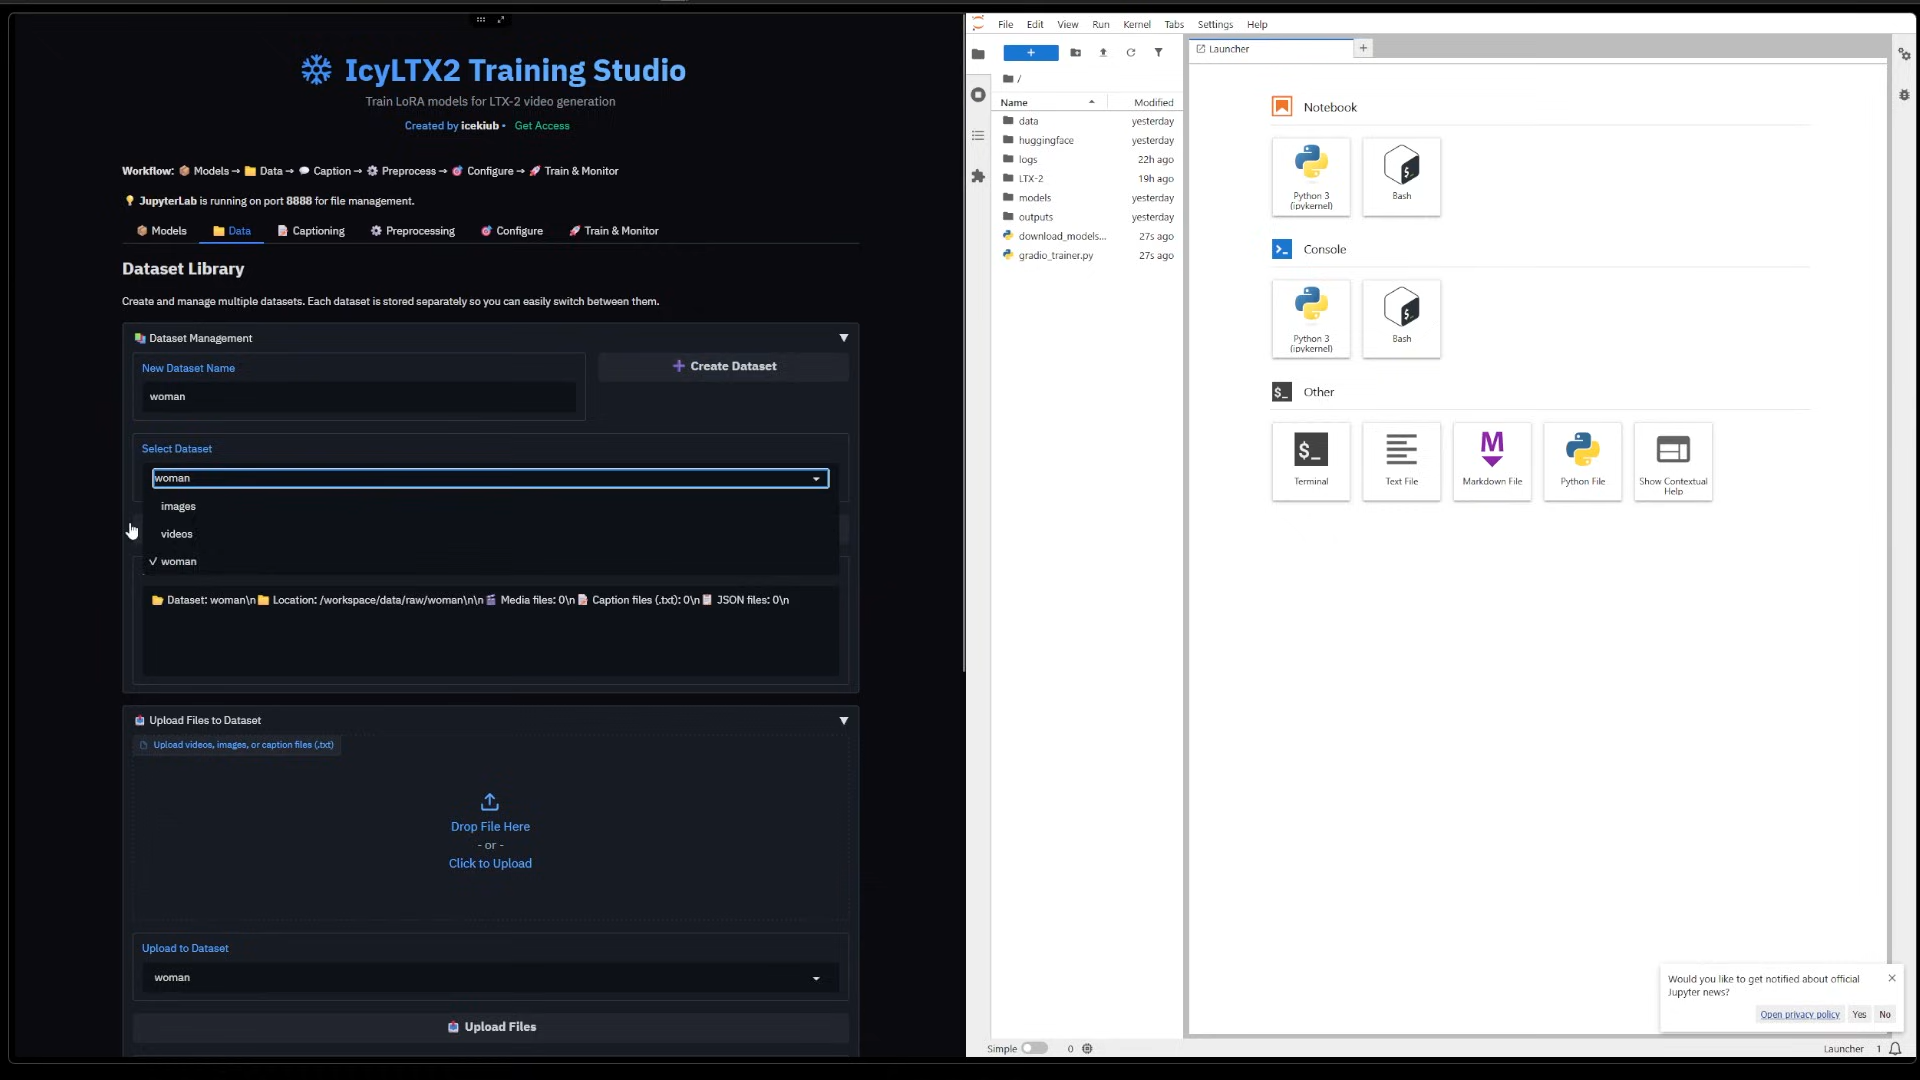 IcyLTX2 Training Studio
Train LoRA models for LTX-2 video generation
Created by icekiub • Get Access
Workflow: Models → Data → Caption → Preprocess → Configure → Train & Monitor
JupyterLab is running on port 8888 for file management.
Models Data Captioning Preprocessing Configure Train & Monitor
Dataset Library
Create and manage multiple datasets. Each dataset is stored separately so you can easily switch between them.
Dataset Management ▼
New Dataset Name
woman
Create Dataset
Select Dataset
woman
images
videos
✓ woman
Dataset: woman\n Location: /workspace/data/raw/woman\n\n Media files: 0\n Caption files (.txt): 0\n JSON files: 0\n
Upload Files to Dataset ▼
Upload videos, images, or caption files (.txt)
Drop File Here
- or -
Click to Upload
Upload to Dataset
woman
Upload Files
File Edit View Run Kernel Tabs Settings Help
+
/
Name Modified
data yesterday
huggingface yesterday
logs 22h ago
LTX-2 19h ago
models yesterday
outputs yesterday
download_models... 27s ago
gradio_trainer.py 27s ago
Simple 0
Launcher +
Notebook
Python 3
(ipykernel)
Bash
Console
Python 3
(ipykernel)
Bash
Other
Terminal
Text File
Markdown File
Python File
Show Contextual
Help
Would you like to get notified about official
Jupyter news?
Open privacy policy Yes No
Launcher 1